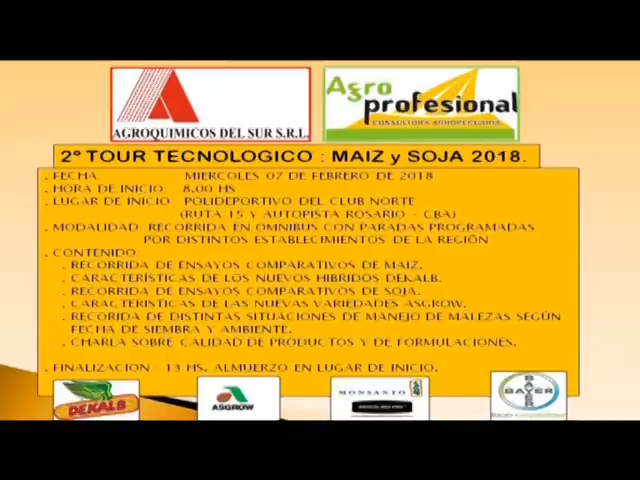 AGROQUIMICOS DEL SUR S.R.L.
Agro
profesional
CONSULTORA AGROPECUARIA
2º TOUR TECNOLOGICO : MAIZ y SOJA 2018.
. FECHA MIERCOLES 07 DE FEBRERO DE 2018
. HORA DE INICIO: 8,00 HS
. LUGAR DE INICIO POLIDEPORTIVO DEL CLUB NORTE
(RUTA 15 Y AUTOPISTA ROSARIO - CBA)
. MODALIDAD: RECORRIDA EN OMNIBUS CON PARADAS PROGRAMADAS
POR DISTINTOS ESTABLECIMIENTOS DE LA REGIÓN
. CONTENIDO
. RECORRIDA DE ENSAYOS COMPARATIVOS DE MAIZ.
. CARACTERÍSTICAS DE LOS NUEVOS HIBRIDOS DEKALB.
. RECORRIDA DE ENSAYOS COMPARATIVOS DE SOJA.
. CARACTERISTICAS DE LAS NUEVAS VARIEDADES ASGROW.
. RECORIDA DE DISTINTAS SITUACIONES DE MANEJO DE MALEZAS SEGÚN
FECHA DE SIEMBRA Y AMBIENTE.
. CHARLA SOBRE CALIDAD DE PRODUCTOS Y DE FORMULACIONES.
. FINALIZACION : 13 HS. ALMUERZO EN LUGAR DE INICIO.
DEKALB
ASGROW
MONSANTO
BAYER
BAYER